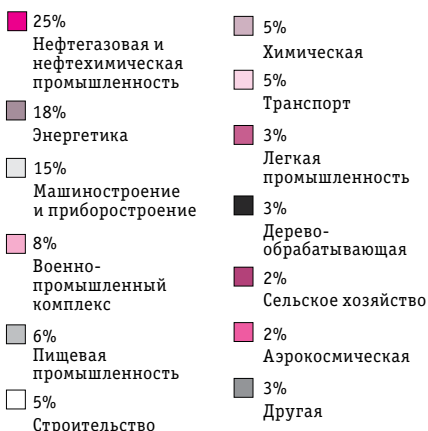 25%
Нефтегазовая и
нефтехимическая
промышленность
18%
Энергетика
15%
Машиностроение
и приборостроение
8%
Военно-
промышленный
комплекс
6%
Пищевая
промышленность
5%
Строительство
5%
Химическая
5%
Транспорт
3%
Легкая
промышленность
3%
Дерево-
обрабатывающая
2%
Сельское хозяйство
2%
Аэрокосмическая
3%
Другая